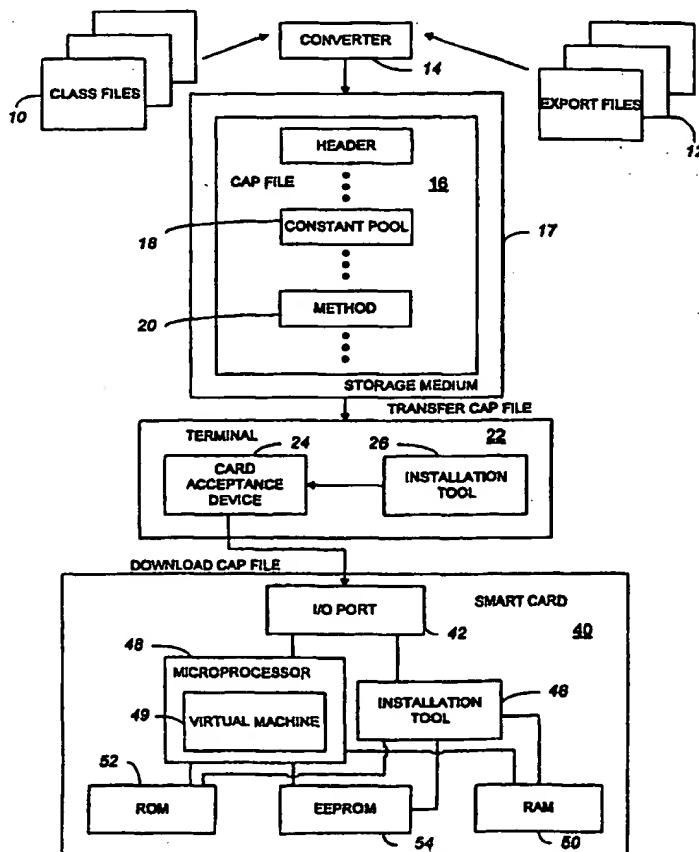 CONVERTER
14
CLASS FILES
10
EXPORT FILES
12
HEADER
CAP FILE
16
CONSTANT POOL
18
17
METHOD
20
STORAGE MEDIUM
TRANSFER CAP FILE
TERMINAL
24
26
22
CARD
ACCEPTANCE
DEVICE
INSTALLATION
TOOL
DOWNLOAD CAP FILE
I/O PORT
SMART CARD
42
40
48
MICROPROCESSOR
49
VIRTUAL MACHINE
INSTALLATION
TOOL
46
52
ROM
EEPROM
RAM
54
50